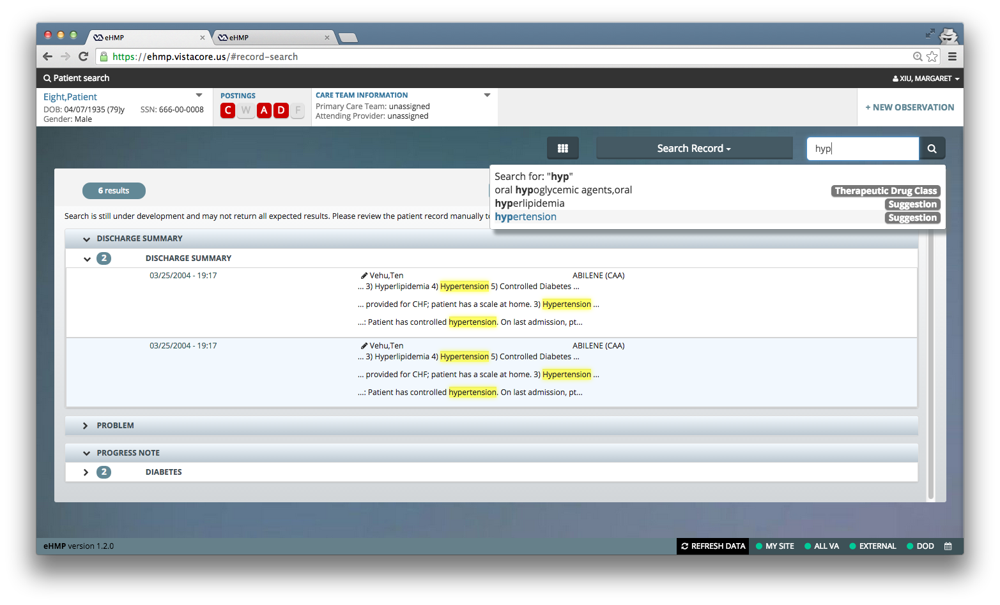 eHMP
eHMP
https://ehmp.vistacore.us/#record-search
Patient search
XIU, MARGARET
Eight,Patient
DOB: 04/07/1935 (79)y SSN: 666-00-0008
Gender: Male
POSTINGS
C W A D F
CARE TEAM INFORMATION
Primary Care Team: unassigned
Attending Provider: unassigned
+ NEW OBSERVATION
Search Record
hyp
Search for: "hyp"
oral hypoglycemic agents,oral Therapeutic Drug Class
hyperlipidemia Suggestion
hypertension Suggestion
6 results
Search is still under development and may not return all expected results. Please review the patient record manually
DISCHARGE SUMMARY
2 DISCHARGE SUMMARY
03/25/2004 - 19:17 Vehu,Ten ABILENE (CAA)
... 3) Hyperlipidemia 4) Hypertension 5) Controlled Diabetes ...
... provided for CHF; patient has a scale at home. 3) Hypertension ...
...: Patient has controlled hypertension. On last admission, pt...
03/25/2004 - 19:17 Vehu,Ten ABILENE (CAA)
... 3) Hyperlipidemia 4) Hypertension 5) Controlled Diabetes ...
... provided for CHF; patient has a scale at home. 3) Hypertension ...
...: Patient has controlled hypertension. On last admission, pt...
PROBLEM
PROGRESS NOTE
2 DIABETES
eHMP version 1.2.0
REFRESH DATA MY SITE ALL VA EXTERNAL DOD